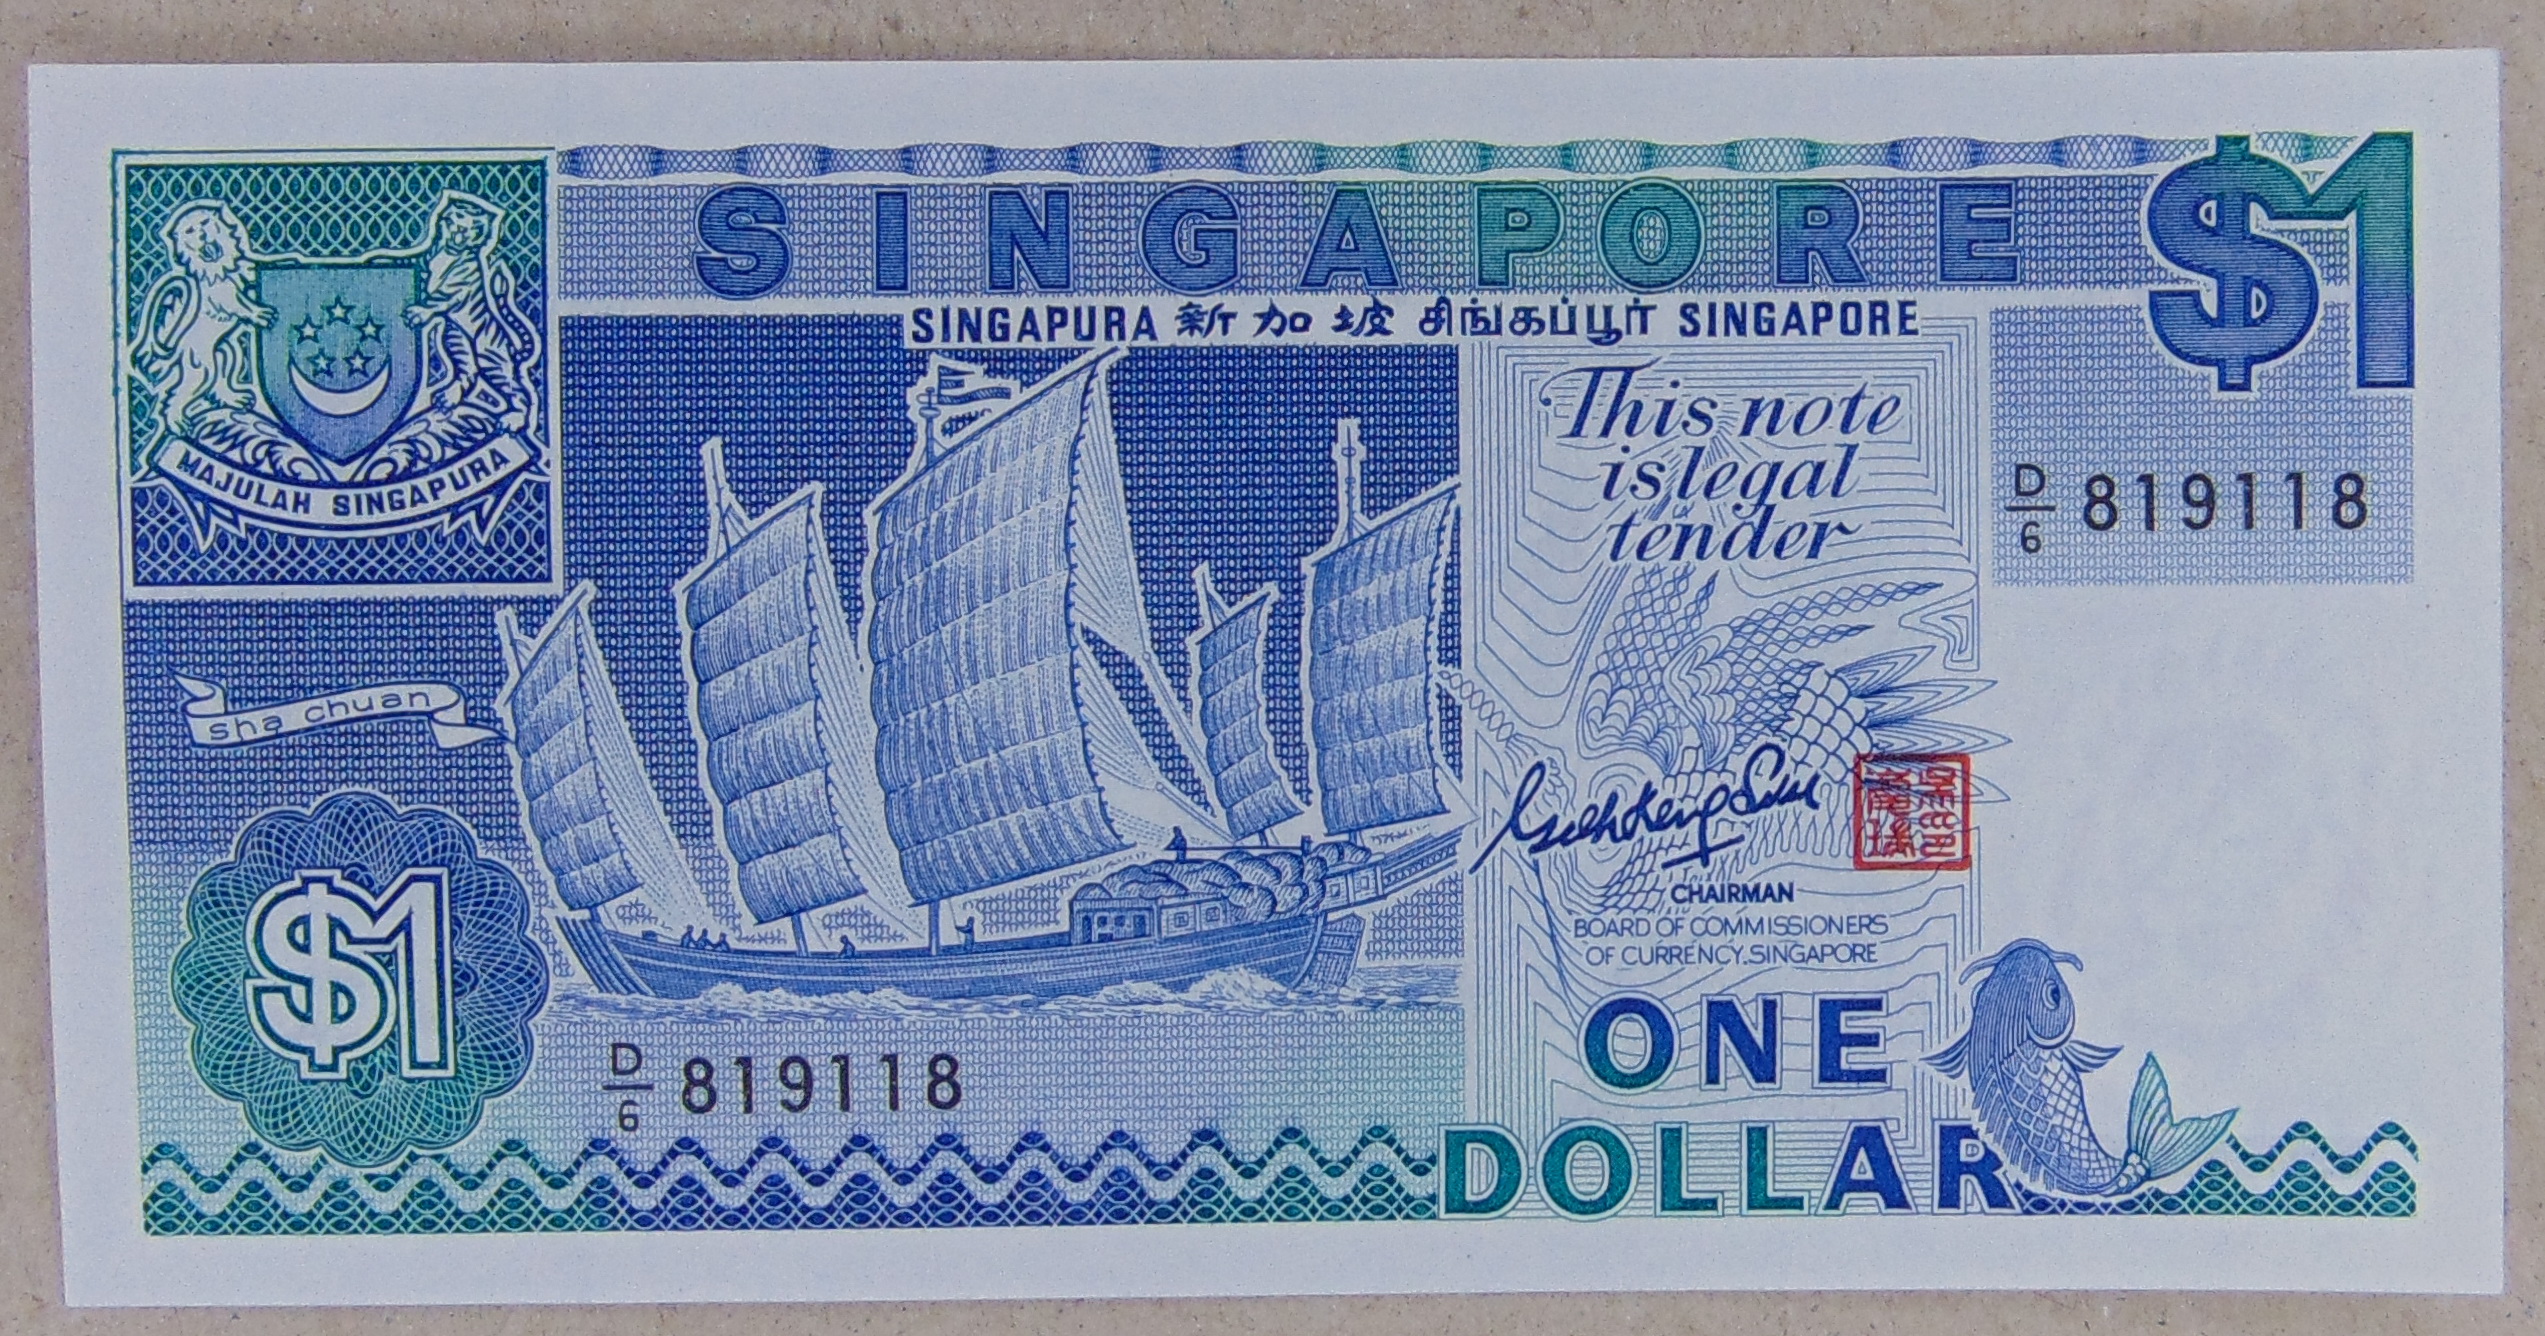 $1
SINGAPORE
SINGAPURA 新加坡 சிங்கப்பூர் SINGAPORE
MAJULAH SINGAPURA
This note
is legal
tender
D/6 819118
sha chuan
CHAIRMAN
BOARD OF COMMISSIONERS
OF CURRENCY.SINGAPORE
$1
D/6 819118
ONE
DOLLAR